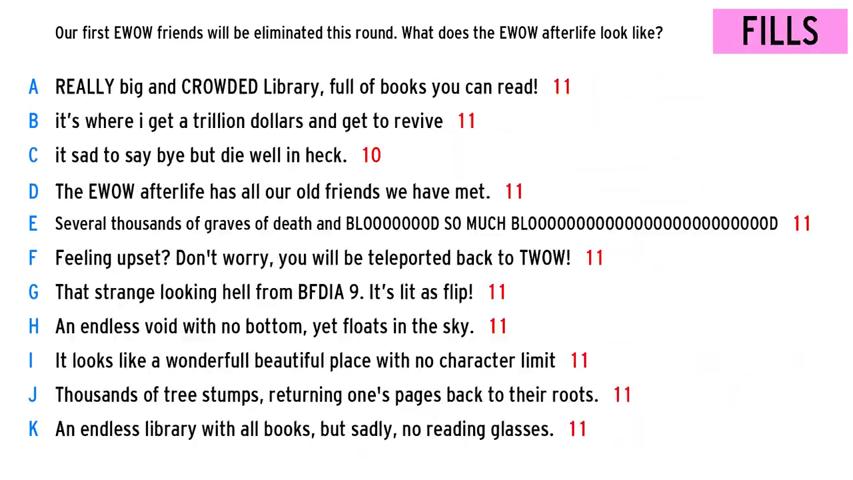 Our first EWOW friends will be eliminated this round. What does the EWOW afterlife look like?
FILLS
A REALLY big and CROWDED Library, full of books you can read! 11
B it's where i get a trillion dollars and get to revive 11
C it sad to say bye but die well in heck. 10
D The EWOW afterlife has all our old friends we have met. 11
E Several thousands of graves of death and BLOOOOOOOD SO MUCH BLOOOOOOOOOOOOOOOOOOOOOOOOOOD 11
F Feeling upset? Don't worry, you will be teleported back to TWOW! 11
G That strange looking hell from BFDIA 9. It's lit as flip! 11
H An endless void with no bottom, yet floats in the sky. 11
I It looks like a wonderfull beautiful place with no character limit 11
J Thousands of tree stumps, returning one's pages back to their roots. 11
K An endless library with all books, but sadly, no reading glasses. 11